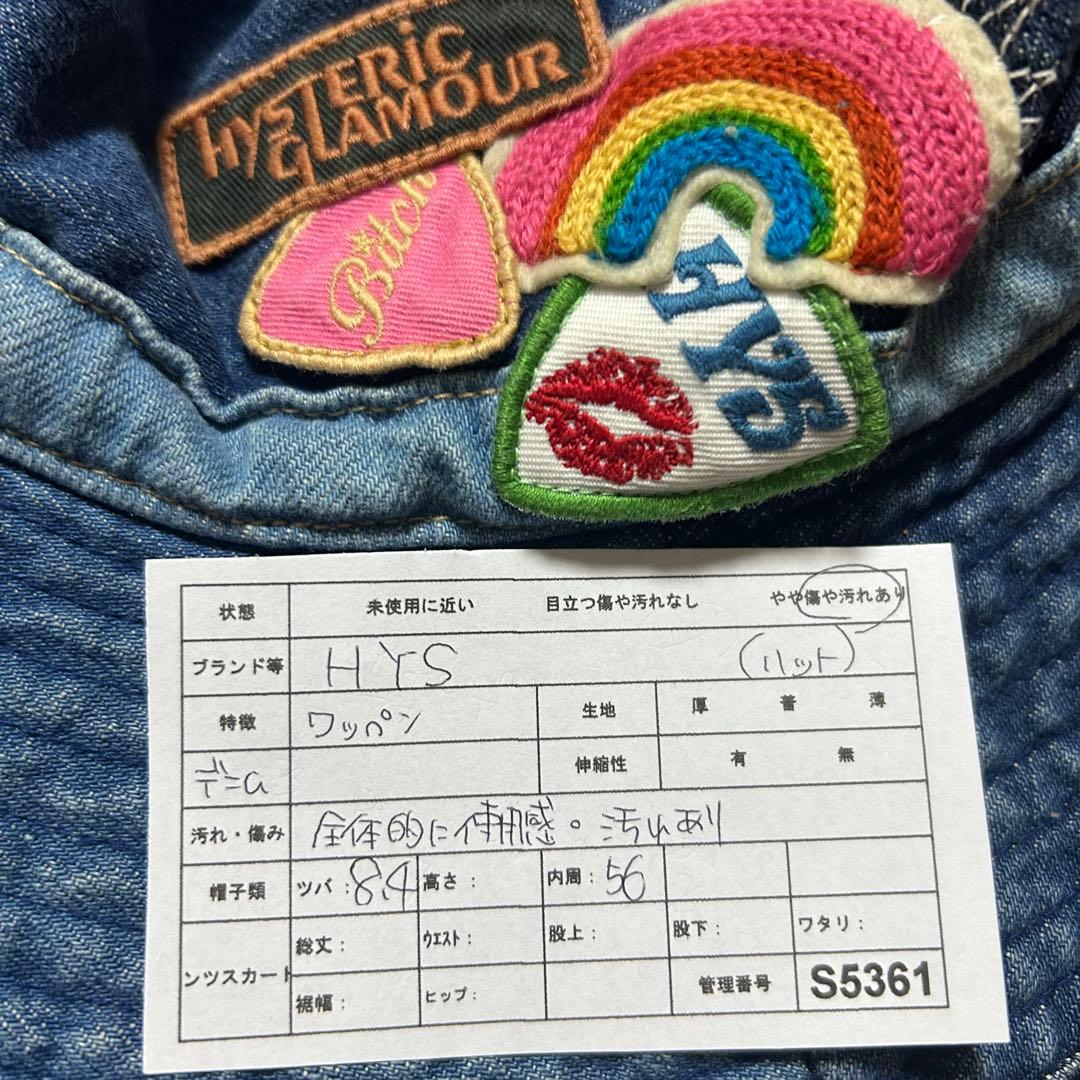 HYSTERIC
GLAMOUR
Bitch
HYS
状態 未使用に近い 目立つ傷や汚れなし やや傷や汚れあり
ブランド等 HYS (ハット)
特徴 ワッペン 生地 厚 普 薄
デニム 伸縮性 有 無
汚れ・傷み 全体的に使用感。汚れあり
帽子類 ツバ:8.4 高さ: 内周:56
ンツスカート 総丈: ウエスト: 股上: 股下: ワタリ:
裾幅: ヒップ: 管理番号 S5361